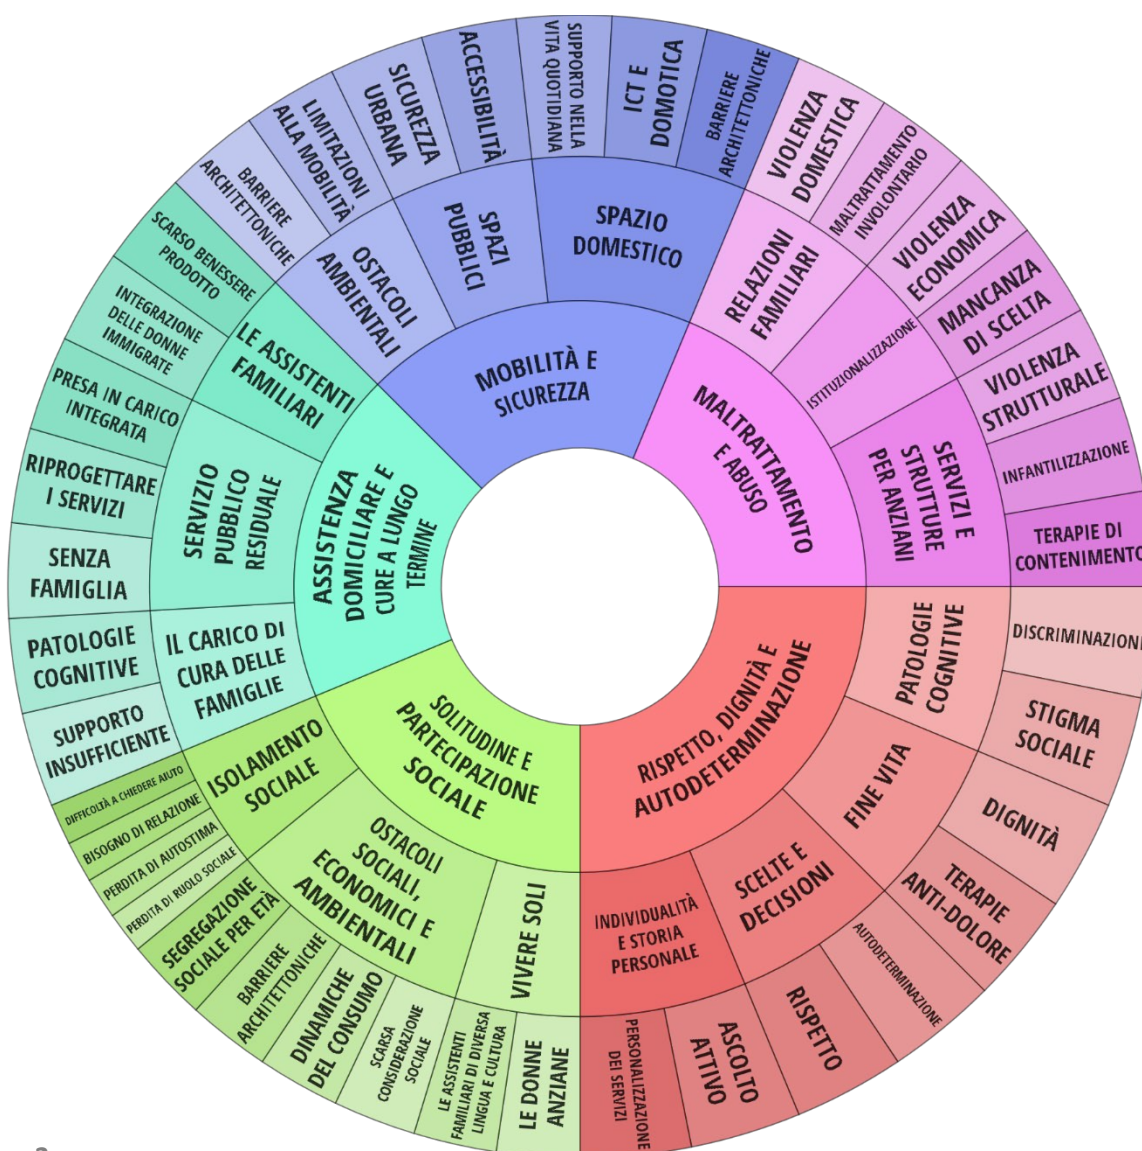 MOBILITÀ E
SICUREZZA
OSTACOLI
AMBIENTALI
BARRIERE
ARCHITETTONICHE
LIMITAZIONI
ALLA MOBILITÀ
SPAZI
PUBBLICI
SICUREZZA
URBANA
ACCESSIBILITÀ
SPAZIO
DOMESTICO
SUPPORTO NELLA
VITA QUOTIDIANA
ICT E
DOMOTICA
BARRIERE
ARCHITETTONICHE
MALTRATTAMENTO
E ABUSO
RELAZIONI
FAMILIARI
VIOLENZA
DOMESTICA
MALTRATTAMENTO
INVOLONTARIO
ISTITUZIONALIZZAZIONE
VIOLENZA
ECONOMICA
MANCANZA
DI SCELTA
SERVIZI E
STRUTTURE
PER ANZIANI
VIOLENZA
STRUTTURALE
INFANTILIZZAZIONE
TERAPIE DI
CONTENIMENTO
RISPETTO, DIGNITÀ E
AUTODETERMINAZIONE
PATOLOGIE
COGNITIVE
DISCRIMINAZIONE
STIGMA
SOCIALE
FINE VITA
DIGNITÀ
TERAPIE
ANTI-DOLORE
SCELTE E
DECISIONI
AUTODETERMINAZIONE
RISPETTO
INDIVIDUALITÀ
E STORIA
PERSONALE
ASCOLTO
ATTIVO
PERSONALIZZAZIONE
DEI SERVIZI
SOLITUDINE E
PARTECIPAZIONE
SOCIALE
VIVERE SOLI
LE DONNE
ANZIANE
LE ASSISTENTI
FAMILIARI DI DIVERSA
LINGUA E CULTURA
OSTACOLI
SOCIALI,
ECONOMICI E
AMBIENTALI
SCARSA
CONSIDERAZIONE
SOCIALE
DINAMICHE
DEL CONSUMO
BARRIERE
ARCHITETTONICHE
SEGREGAZIONE
SOCIALE PER ETÀ
ISOLAMENTO
SOCIALE
PERDITA DI RUOLO SOCIALE
PERDITA DI AUTOSTIMA
BISOGNO DI RELAZIONE
DIFFICOLTÀ A CHIEDERE AIUTO
ASSISTENZA
DOMICILIARE E
CURE A LUNGO
TERMINE
IL CARICO DI
CURA DELLE
FAMIGLIE
SUPPORTO
INSUFFICIENTE
PATOLOGIE
COGNITIVE
SERVIZIO
PUBBLICO
RESIDUALE
SENZA
FAMIGLIA
RIPROGETTARE
I SERVIZI
PRESA IN CARICO
INTEGRATA
LE ASSISTENTI
FAMILIARI
INTEGRAZIONE
DELLE DONNE
IMMIGRATE
SCARSO BENESSERE
PRODOTTO